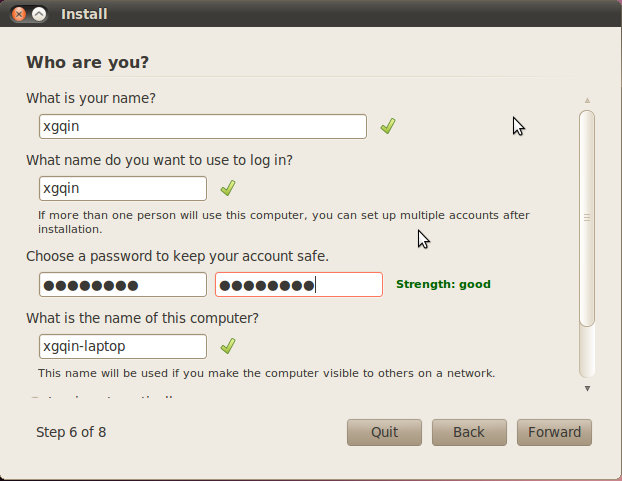 Install
Who are you?
What is your name?
xgqin
What name do you want to use to log in?
xgqin
If more than one person will use this computer, you can set up multiple accounts after
installation.
Choose a password to keep your account safe.
●●●●●●●● ●●●●●●●● Strength: good
What is the name of this computer?
xgqin-laptop
This name will be used if you make the computer visible to others on a network.
Step 6 of 8 Quit Back Forward